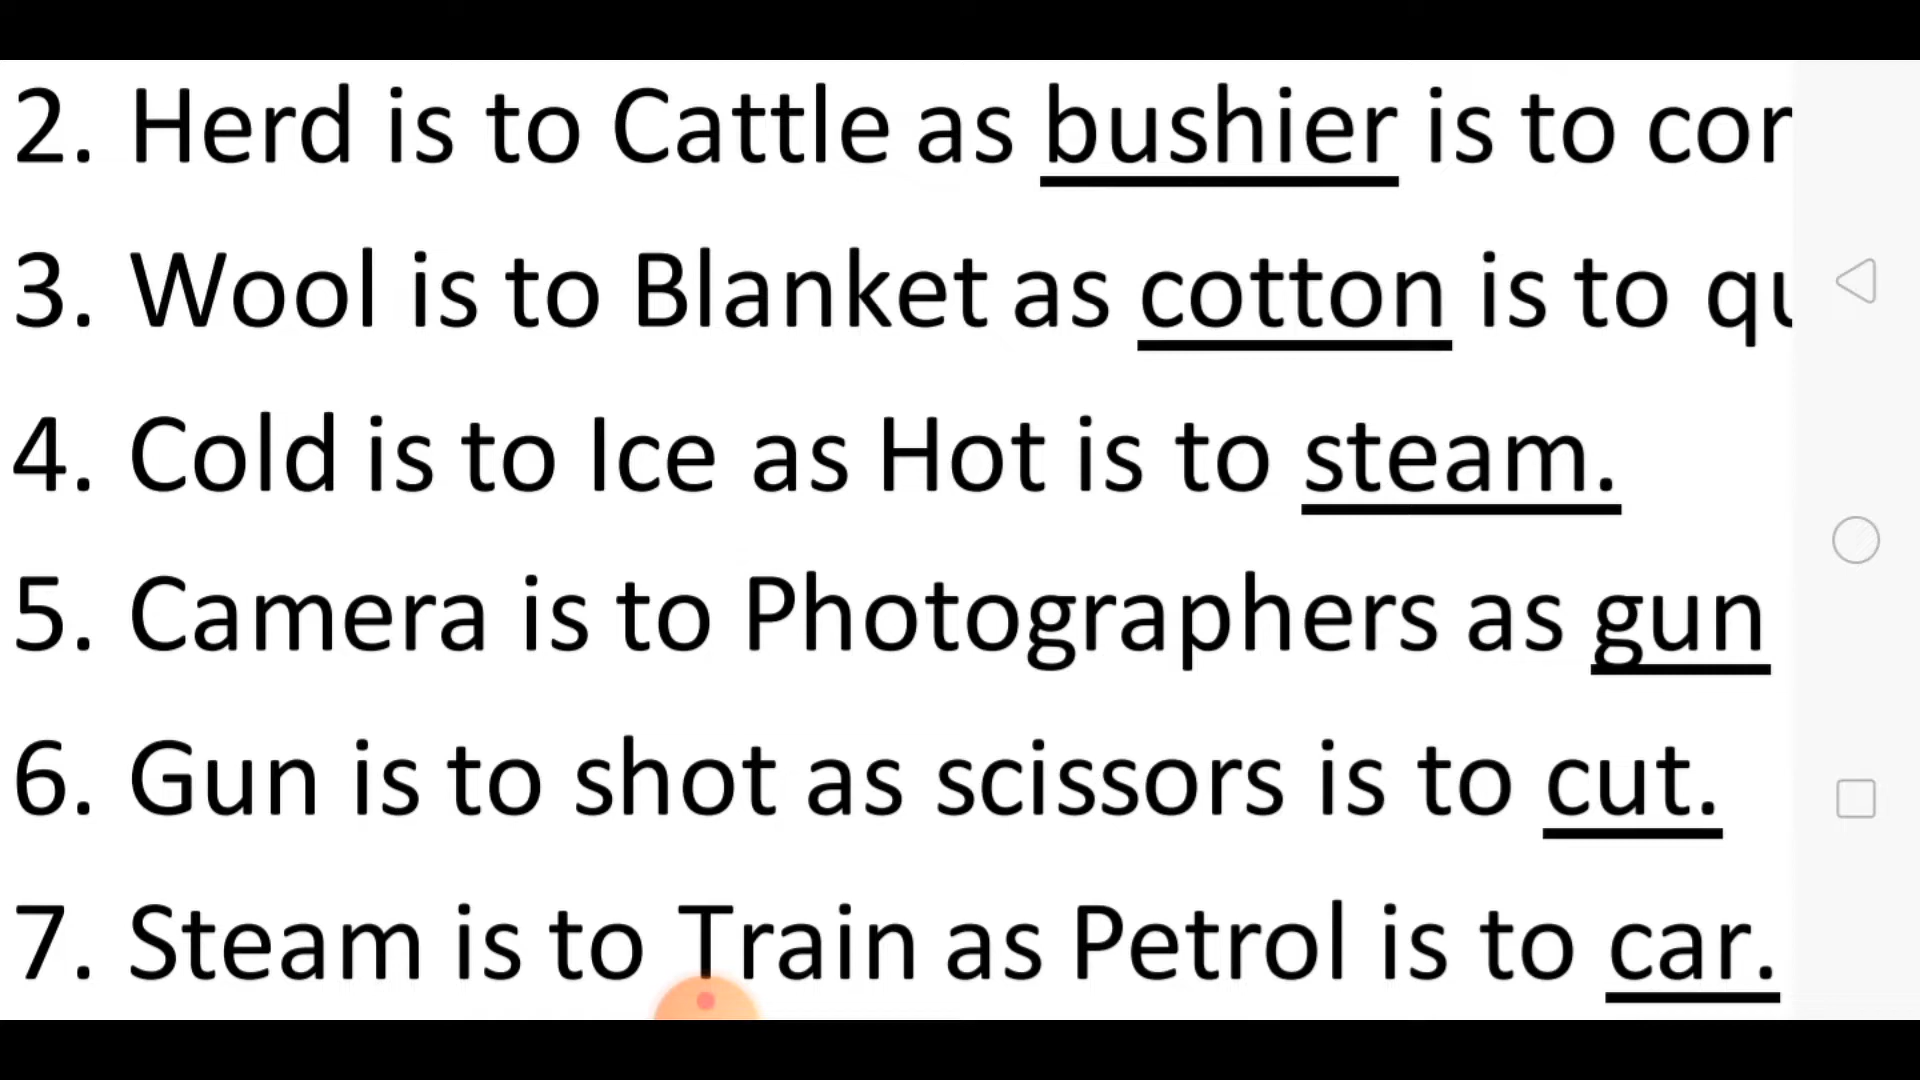 2. Herd is to Cattle as bushier is to cor
3. Wool is to Blanket as cotton is to qu
4. Cold is to Ice as Hot is to steam.
5. Camera is to Photographers as gun
6. Gun is to shot as scissors is to cut.
7. Steam is to Train as Petrol is to car.